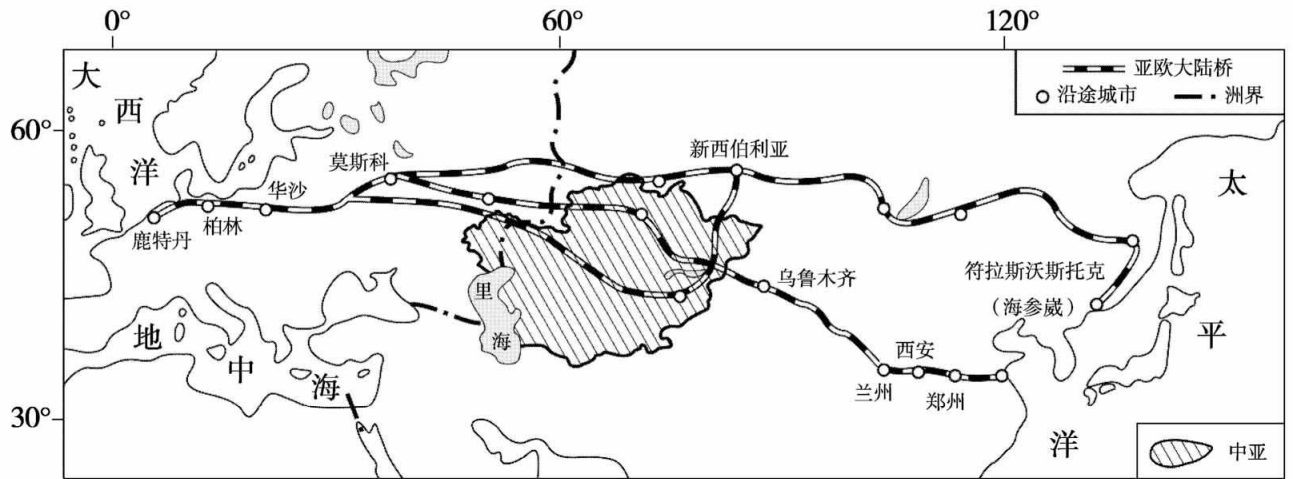 0° 60° 120°
大
西
洋
亚欧大陆桥
沿途城市 洲界
60°
莫斯科
新西伯利亚
太
平
洋
华沙
柏林
鹿特丹
乌鲁木齐
符拉斯沃斯托克
(海参崴)
里
海
地
中
海
西安
兰州
郑州
30°
中亚